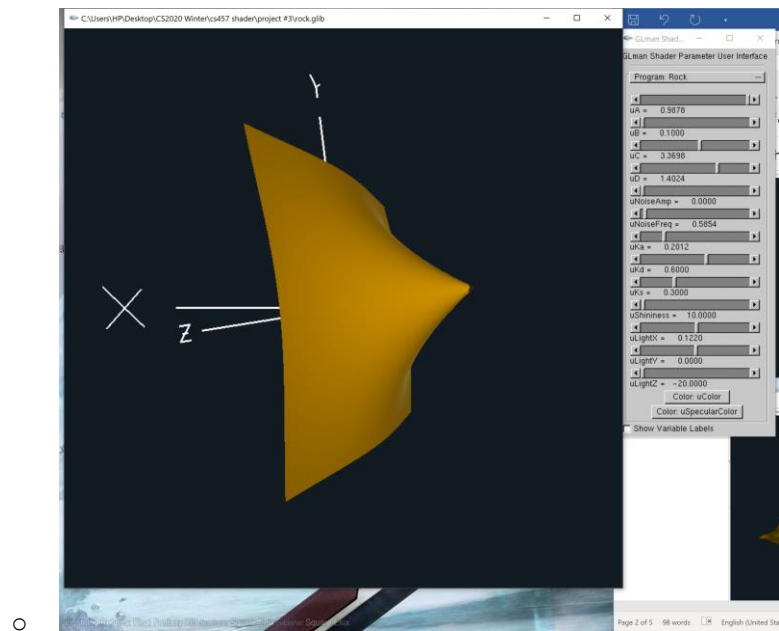 C:\Users\HP\Desktop\CS2020 Winter\cs457 shader\project #3\rock.glib
GLman Shad...
GLman Shader Parameter User Interface
Program: Rock
uA = 0.9876
uB = 0.1000
uC = 3.3698
uD = 1.4024
uNoiseAmp = 0.0000
uNoiseFreq = 0.5854
uKa = 0.2012
uKd = 0.6000
uKs = 0.3000
uShininess = 10.0000
uLightX = 0.1220
uLightY = 0.0000
uLightZ = -20.0000
Color: uColor
Color: uSpecularColor
Show Variable Labels
Y
X
Z
Page 2 of 5 98 words English (United Sta